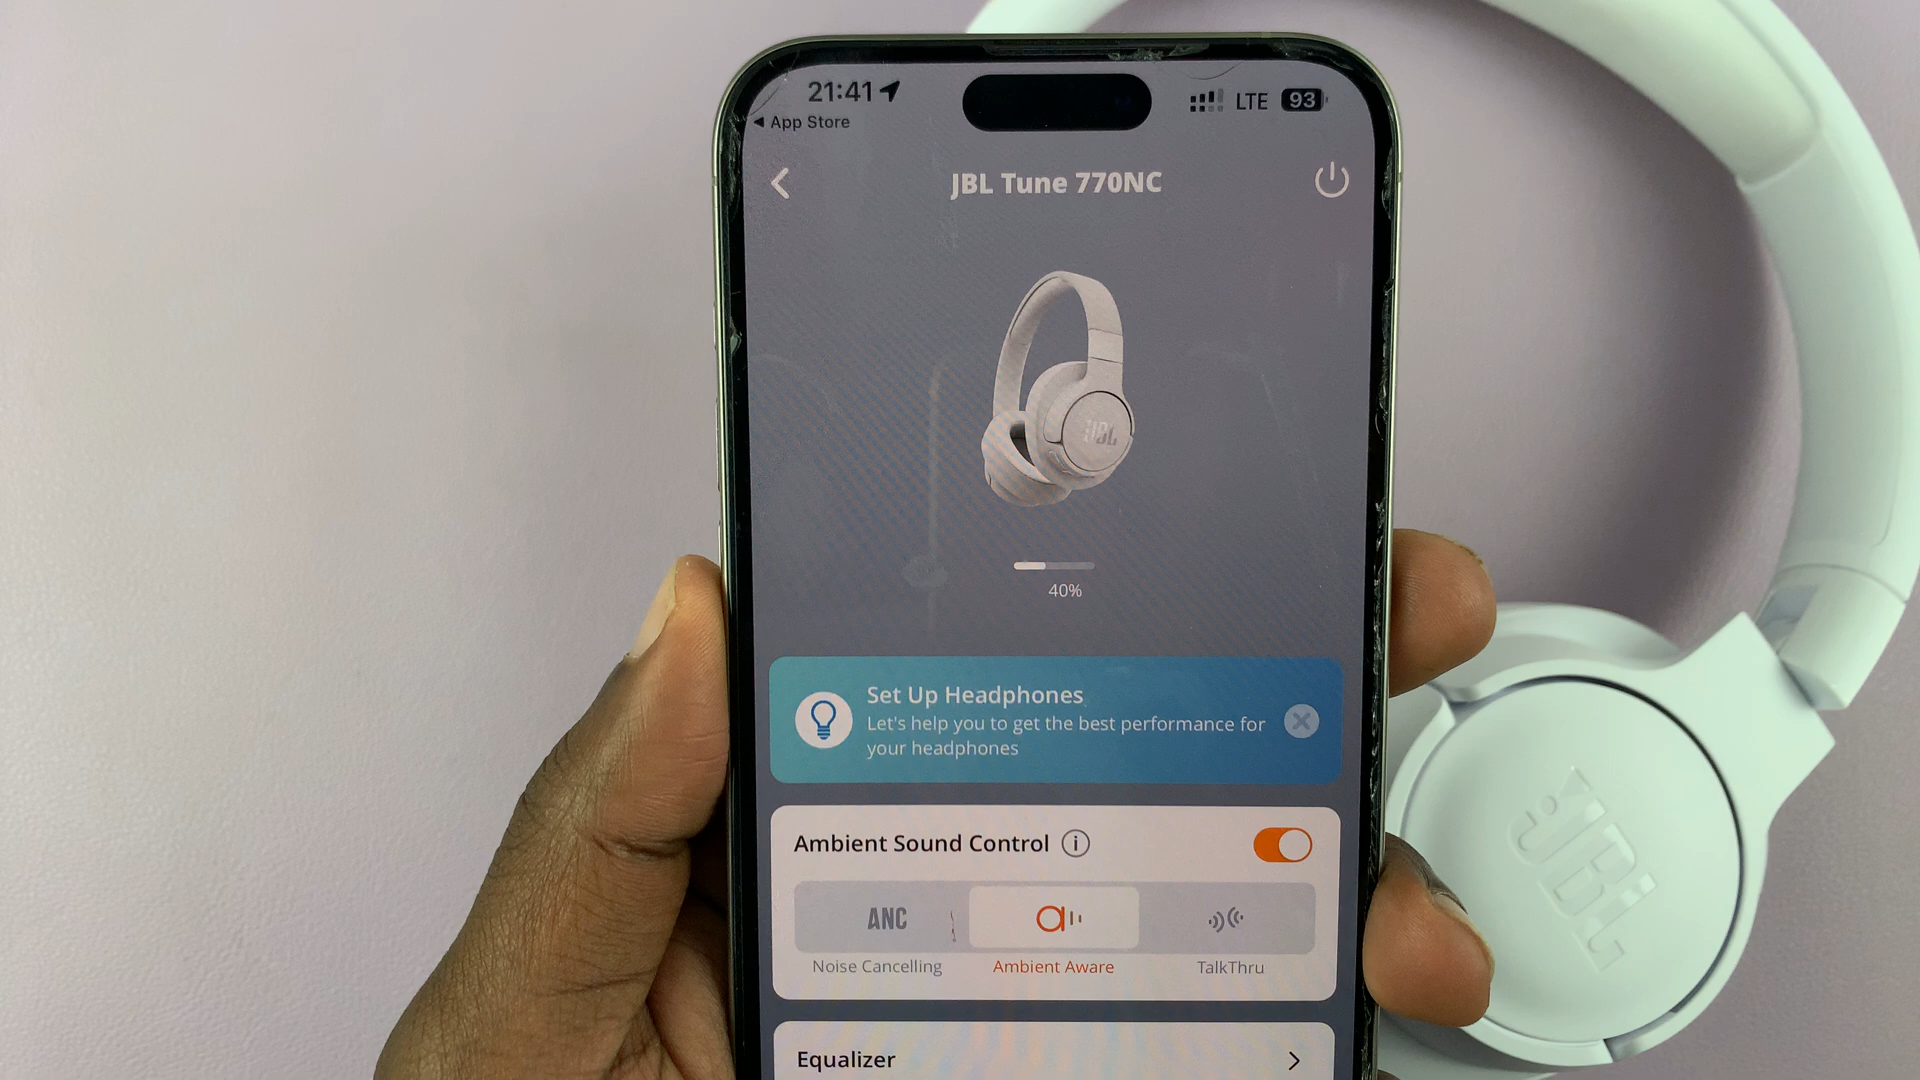 21:41
LTE 93
◀ App Store
JBL Tune 770NC
JBL
40%
Set Up Headphones
Let's help you to get the best performance for
your headphones
Ambient Sound Control
ANC
Noise Cancelling
Ambient Aware
TalkThru
Equalizer
JBL